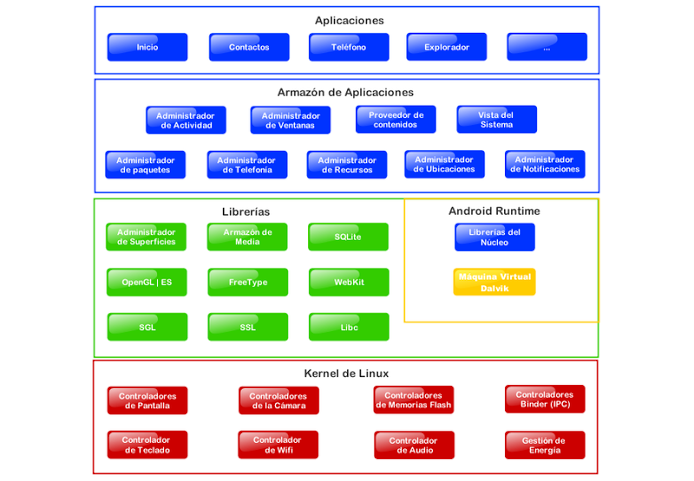 Aplicaciones
Inicio
Contactos
Teléfono
Explorador
...
Armazón de Aplicaciones
Administrador
de Actividad
Administrador
de Ventanas
Proveedor de
contenidos
Vista del
Sistema
Administrador
de paquetes
Administrador
de Telefonía
Administrador
de Recursos
Administrador
de Ubicaciones
Administrador
de Notificaciones
Librerías
Administrador
de Superficies
Armazón de
Media
SQLite
OpenGL | ES
FreeType
WebKit
SGL
SSL
Libc
Android Runtime
Librerías del
Núcleo
Máquina Virtual
Dalvik
Kernel de Linux
Controladores
de Pantalla
Controladores
de la Cámara
Controladores
de Memorias Flash
Controladores
Binder (IPC)
Controlador
de Teclado
Controlador
de Wifi
Controlador
de Audio
Gestión de
Energía